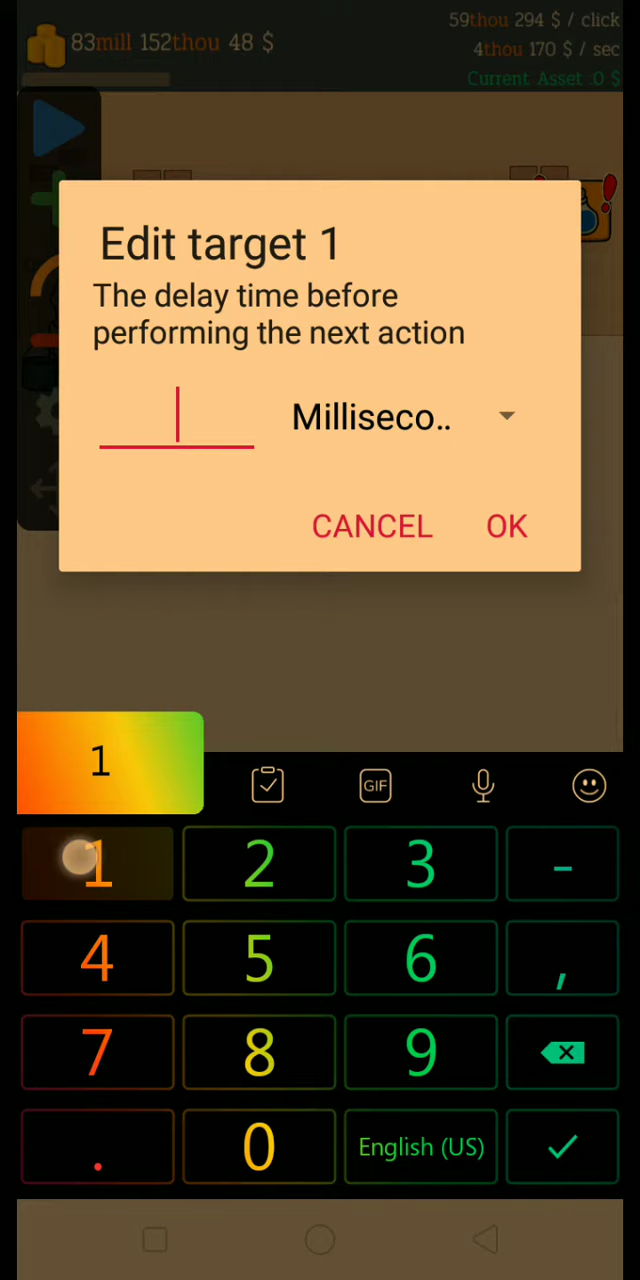 83mill 152thou 48 $
59thou 294 $ / click
4thou 170 $ / sec
Current Asset :0 $
Edit target 1
The delay time before
performing the next action
Milliseco..
CANCEL OK
1
GIF
1 2 3 -
4 5 6 ,
7 8 9
. 0 English (US)